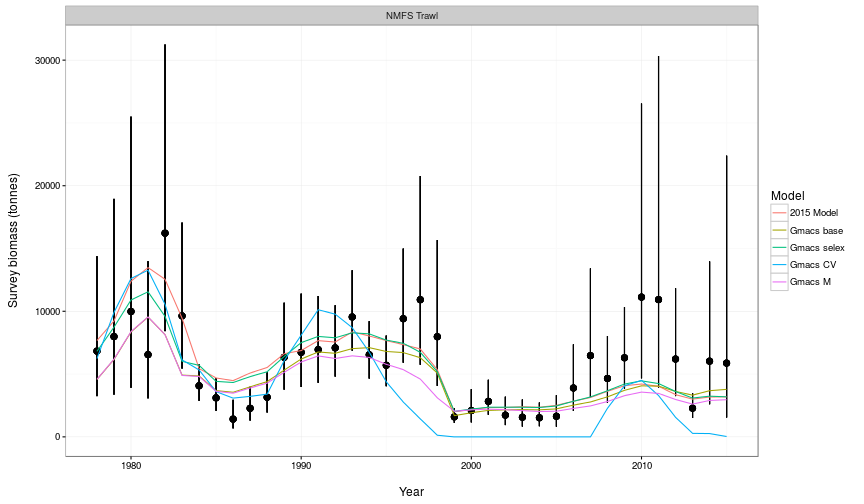 NMFS Trawl
Survey biomass (tonnes)
30000
20000
10000
0
1980
1990
2000
2010
Year
Model
2015 Model
Gmacs base
Gmacs selex
Gmacs CV
Gmacs M